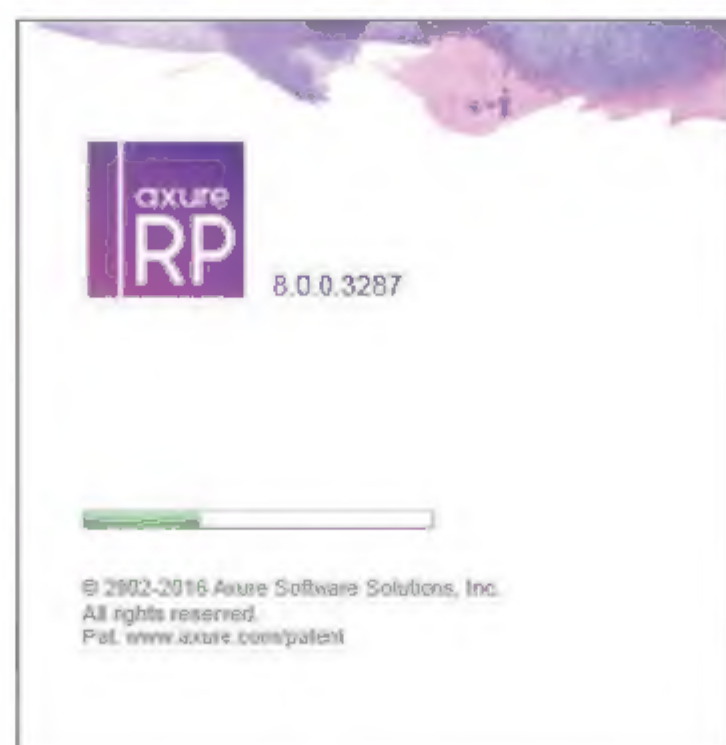 axure
RP
8.0.0.3287
© 2002-2016 Axure Software Solutions, Inc.
All rights reserved.
Pat. www.axure.com/patent